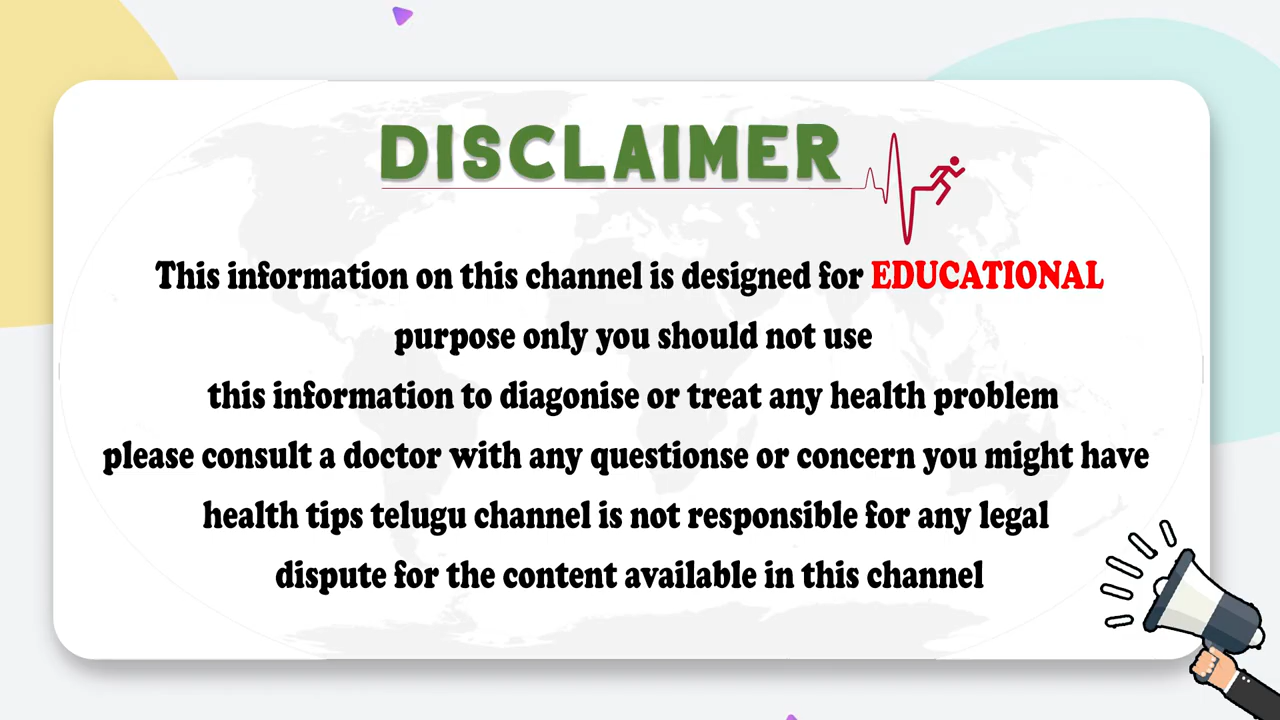 DISCLAIMER
This information on this channel is designed for EDUCATIONAL
purpose only you should not use
this information to diagonise or treat any health problem
please consult a doctor with any questionse or concern you might have
health tips telugu channel is not responsible for any legal
dispute for the content available in this channel